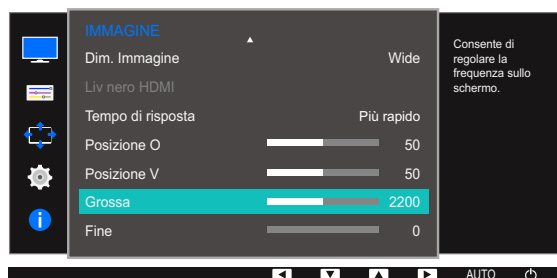 IMMAGINE
Dim. Immagine Wide
Liv nero HDMI
Tempo di risposta Più rapido
Posizione O 50
Posizione V 50
Grossa 2200
Fine 0
Consente di
regolare la
frequenza sullo
schermo.
AUTO